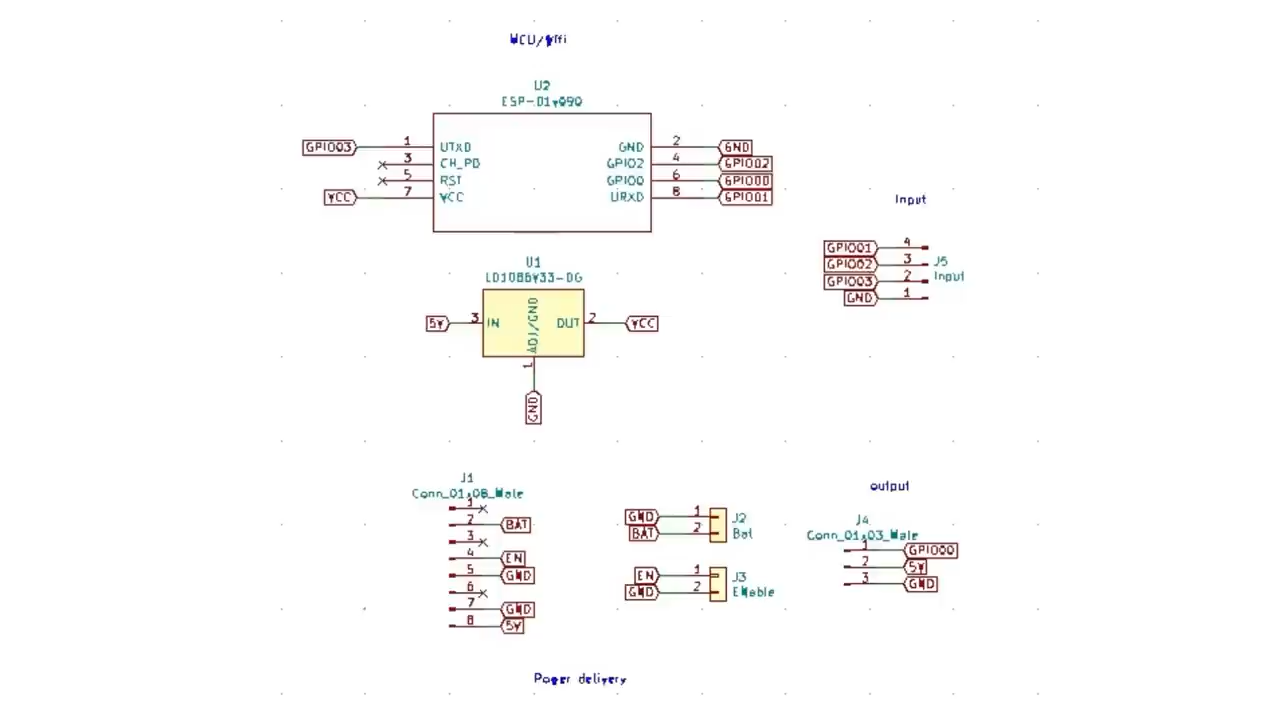 MCU/Wifi
U2
ESP-01v090
GPIO03 1 UTXD GND 2 GND
3 CH_PD GPIO2 4 GPIO02
5 RST GPIO0 6 GPIO00
VCC 7 VCC URXD 8 GPIO01
Input
GPIO01 4
GPIO02 3
GPIO03 2
GND 1
J5
Input
U1
LD1086V33-DG
5V 3 IN ADJ/GND OUT 2 VCC
1
GND
J1
Conn_01x08_Male
1
2 BAT
3
4 EN
5 GND
6
7 GND
8 5V
GND 1
BAT 2
J2
Bat
EN 1
GND 2
J3
ENable
output
J4
Conn_01x03_Male
1 GPIO00
2 5V
3 GND
Power delivery